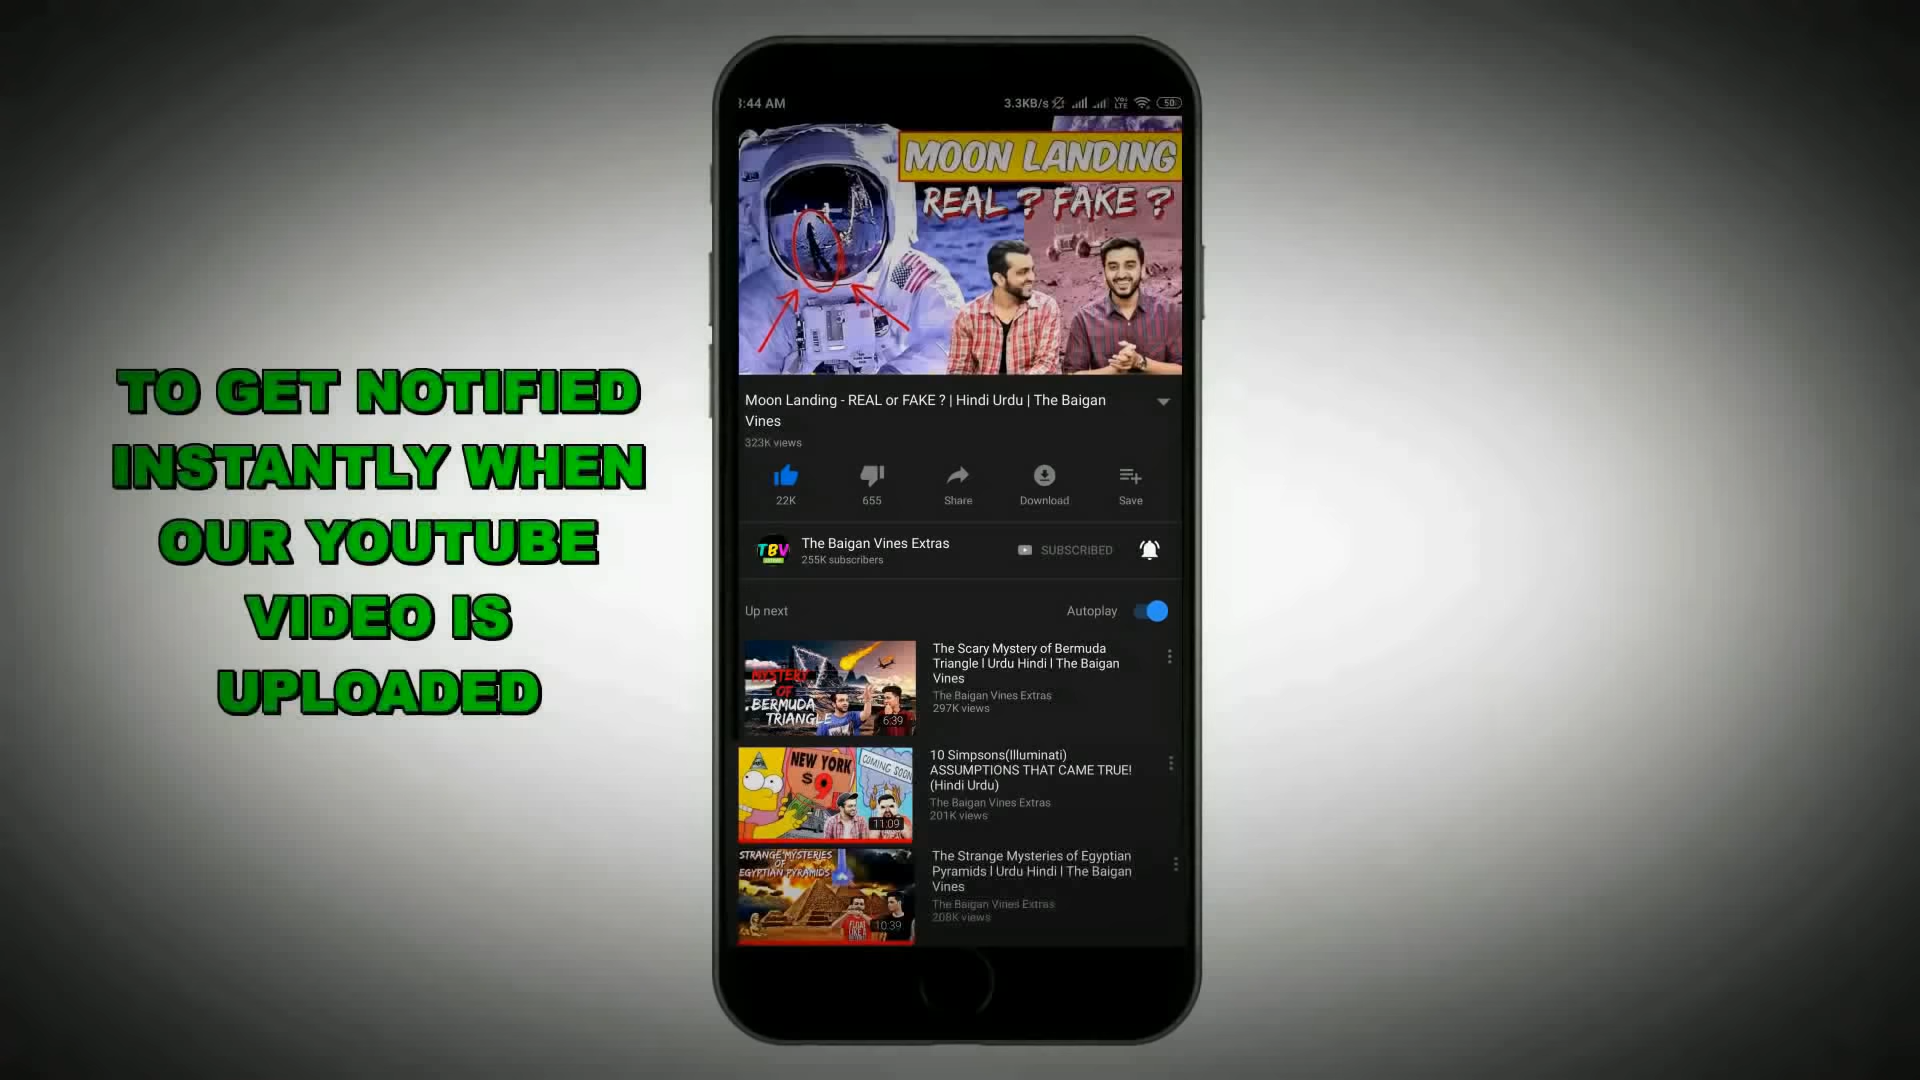 TO GET NOTIFIED
INSTANTLY WHEN
OUR YOUTUBE
VIDEO IS
UPLOADED
:44 AM
3.3KB/s
Vo)
LTE
50
MOON LANDING
REAL ? FAKE ?
Moon Landing - REAL or FAKE ? | Hindi Urdu | The Baigan
Vines
323K views
22K
655
Share
Download
Save
TBV
The Baigan Vines Extras
255K subscribers
SUBSCRIBED
Up next
Autoplay
MYSTERY
OF
BERMUDA
TRIANGLE
6:39
The Scary Mystery of Bermuda
Triangle l Urdu Hindi l The Baigan
Vines
The Baigan Vines Extras
297K views
NEW YORK
$9
COMING SOON
11:09
10 Simpsons(Illuminati)
ASSUMPTIONS THAT CAME TRUE!
(Hindi Urdu)
The Baigan Vines Extras
201K views
STRANGE MYSTERIES
OF
EGYPTIAN PYRAMIDS
10:39
The Strange Mysteries of Egyptian
Pyramids l Urdu Hindi l The Baigan
Vines
The Baigan Vines Extras
208K views